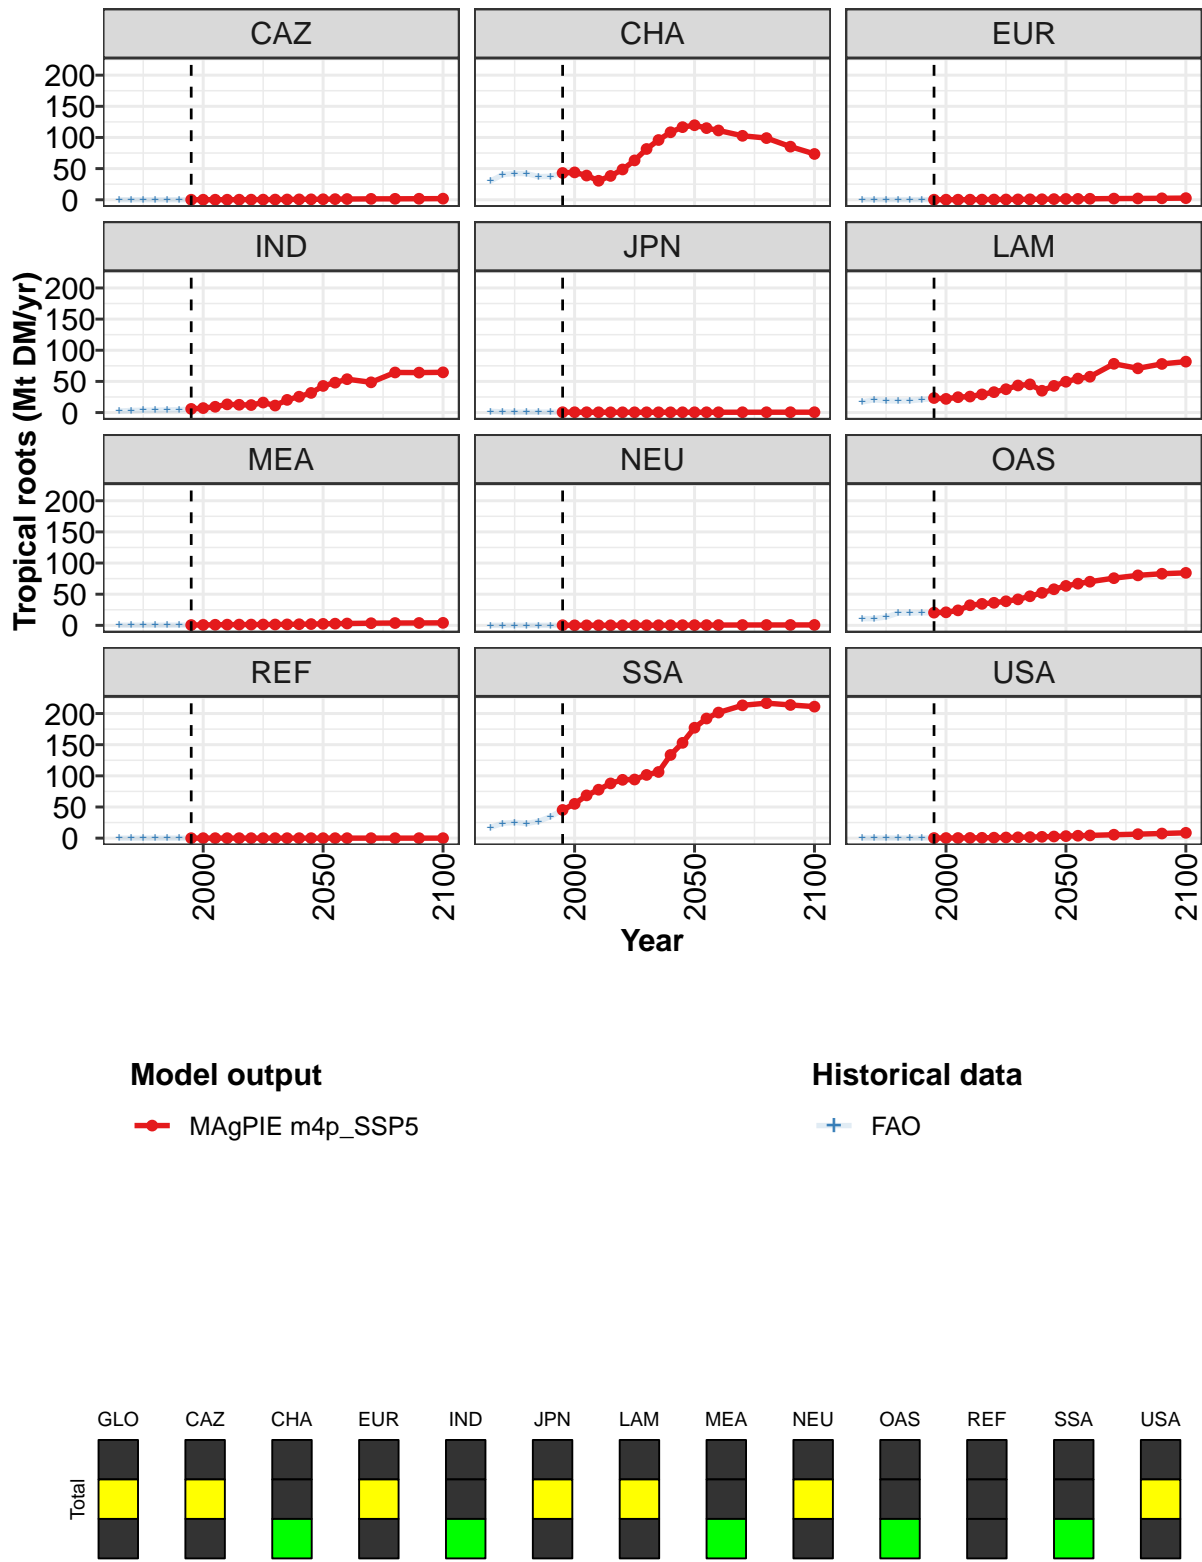 CAZ CHA EUR
200
150
100
50
0
IND JPN LAM
200
150
100
50
0
MEA NEU OAS
200
150
100
50
0
REF SSA USA
200
150
100
50
0
Tropical roots (Mt DM/yr)
2000 2050 2100 2000 2050 2100 2000 2050 2100
Year
Model output Historical data
MAgPIE m4p_SSP5 FAO
GLO CAZ CHA EUR IND JPN LAM MEA NEU OAS REF SSA USA
Total